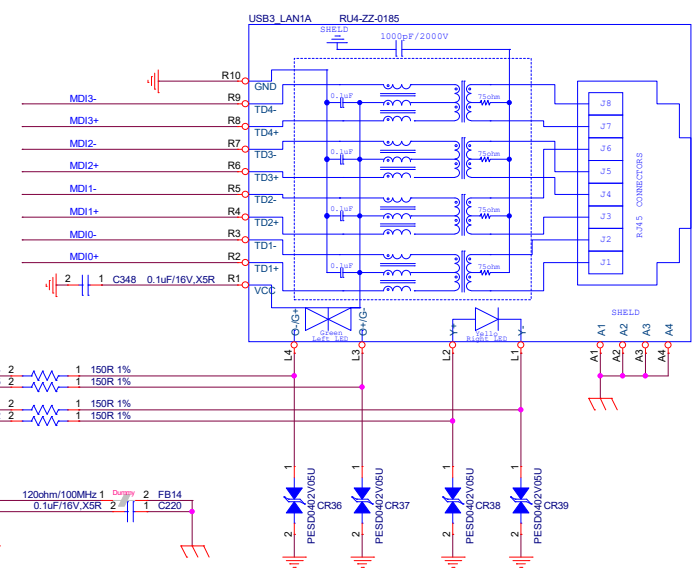 USB3_LAN1A RU4-ZZ-0185
SHELD
1000pF/2000V
R10 GND
MDI3- R9 TD4-
MDI3+ R8 TD4+
MDI2- R7 TD3-
MDI2+ R6 TD3+
MDI1- R5 TD2-
MDI1+ R4 TD2+
MDI0- R3 TD1-
MDI0+ R2 TD1+
2 1 C348 0.1uF/16V,X5R R1 VCC
0.1uF 75ohm
0.1uF 75ohm
0.1uF 75ohm
0.1uF 75ohm
J8
J7
J6
J5
J4
J3
J2
J1
RJ45 CONNECTORS
SHIELD
G-/O+ O+/G-
Green
Left LED
Y+ Y-
Yello
Right LED
A1 A2 A3 A4
L4 L3 L2 L1 A1 A2 A3 A4
2 1 150R 1%
2 1 150R 1%
2 1 150R 1%
2 1 150R 1%
1 1 1 1
CR36 CR37 CR38 CR39
PESD0402V05U PESD0402V05U PESD0402V05U PESD0402V05U
2 2 2 2
120ohm/100MHz 1 Dummy 2 FB14
0.1uF/16V,X5R 2 1 C220